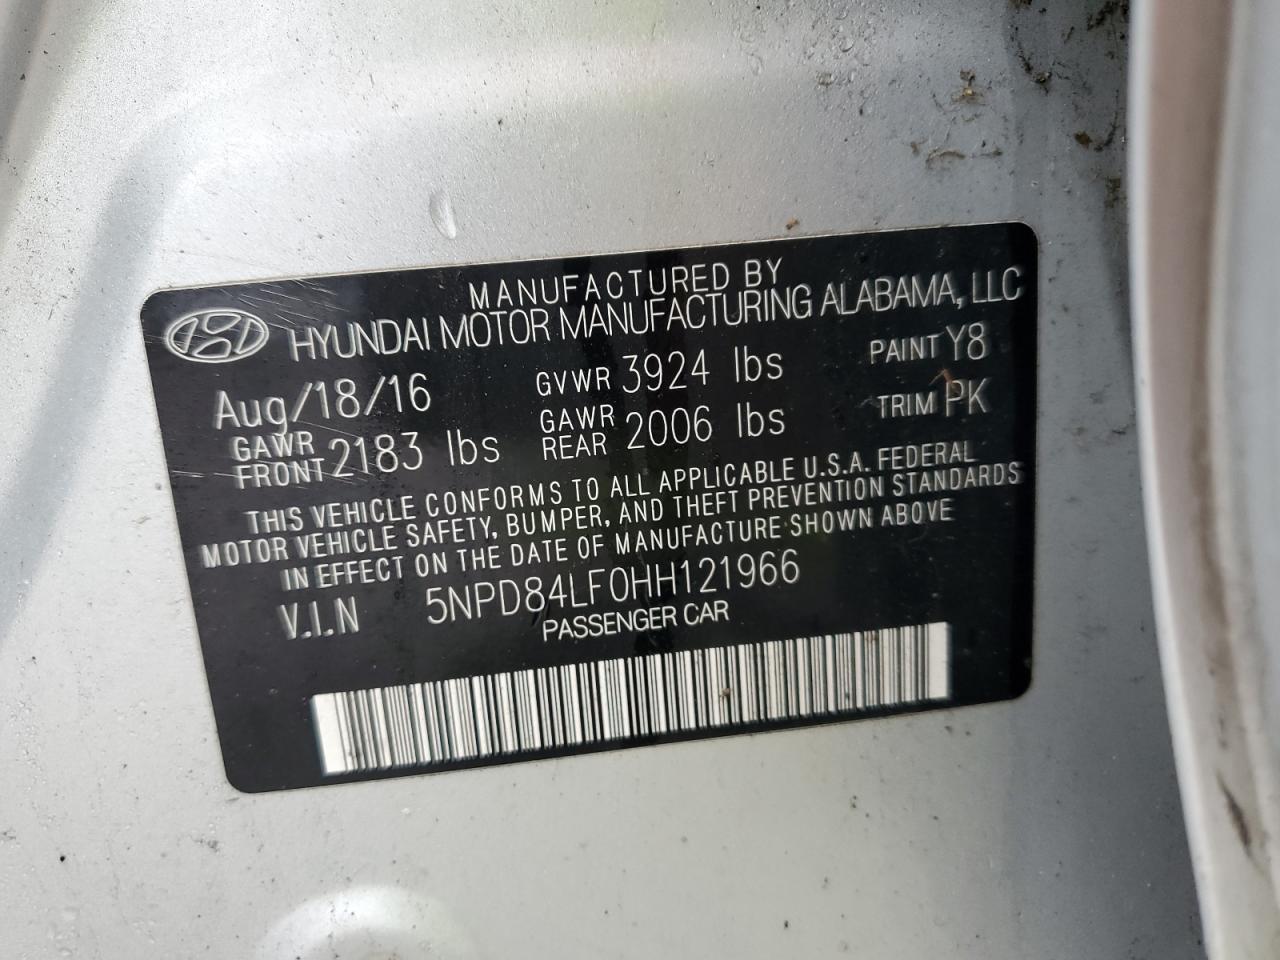 MANUFACTURED BY
HYUNDAI MOTOR MANUFACTURING ALABAMA, LLC
Aug/18/16 GVWR 3924 lbs PAINT Y8
GAWR FRONT 2183 lbs GAWR REAR 2006 lbs TRIM PK
THIS VEHICLE CONFORMS TO ALL APPLICABLE U.S.A. FEDERAL
MOTOR VEHICLE SAFETY, BUMPER, AND THEFT PREVENTION STANDARDS
IN EFFECT ON THE DATE OF MANUFACTURE SHOWN ABOVE
V.I.N 5NPD84LF0HH121966
PASSENGER CAR